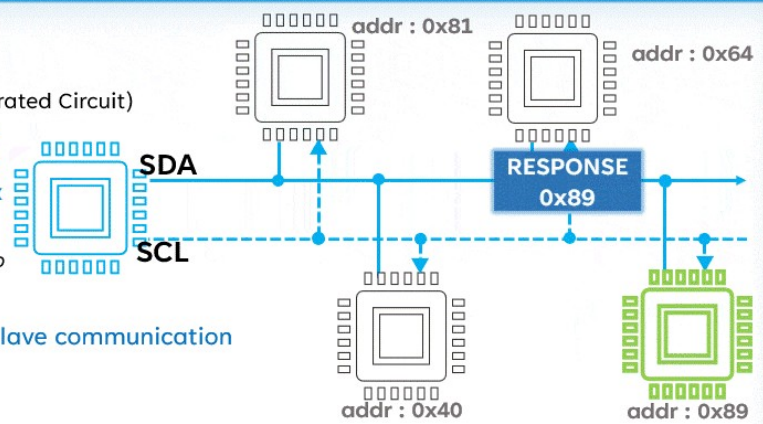 addr : 0x81
addr : 0x64
rated Circuit)
SDA
RESPONSE
0x89
SCL
lave communication
addr : 0x40
addr : 0x89